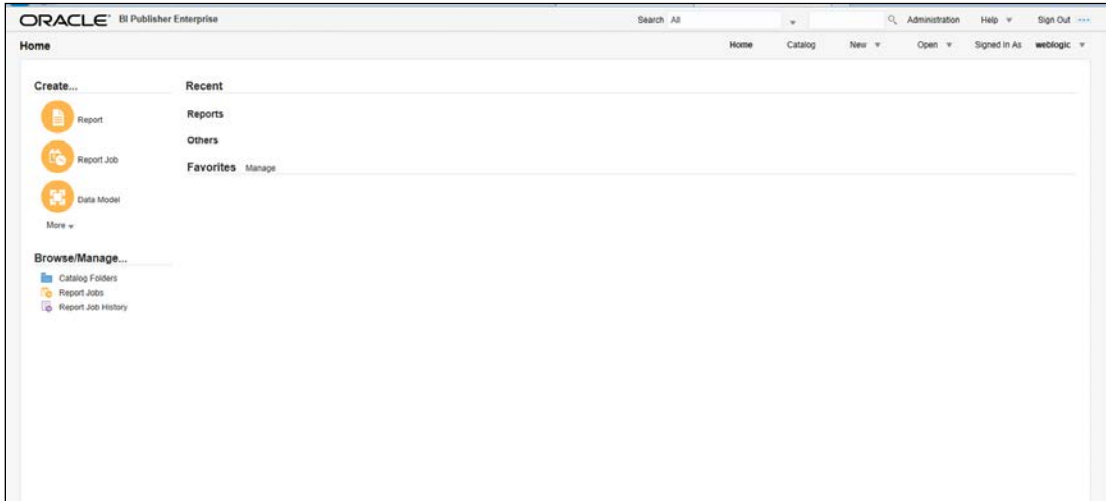 ORACLE BI Publisher Enterprise Search All Administration Help Sign Out
Home Home Catalog New Open Signed In As weblogic
Create...
Report
Report Job
Data Model
More
Browse/Manage...
Catalog Folders
Report Jobs
Report Job History
Recent
Reports
Others
Favorites Manage